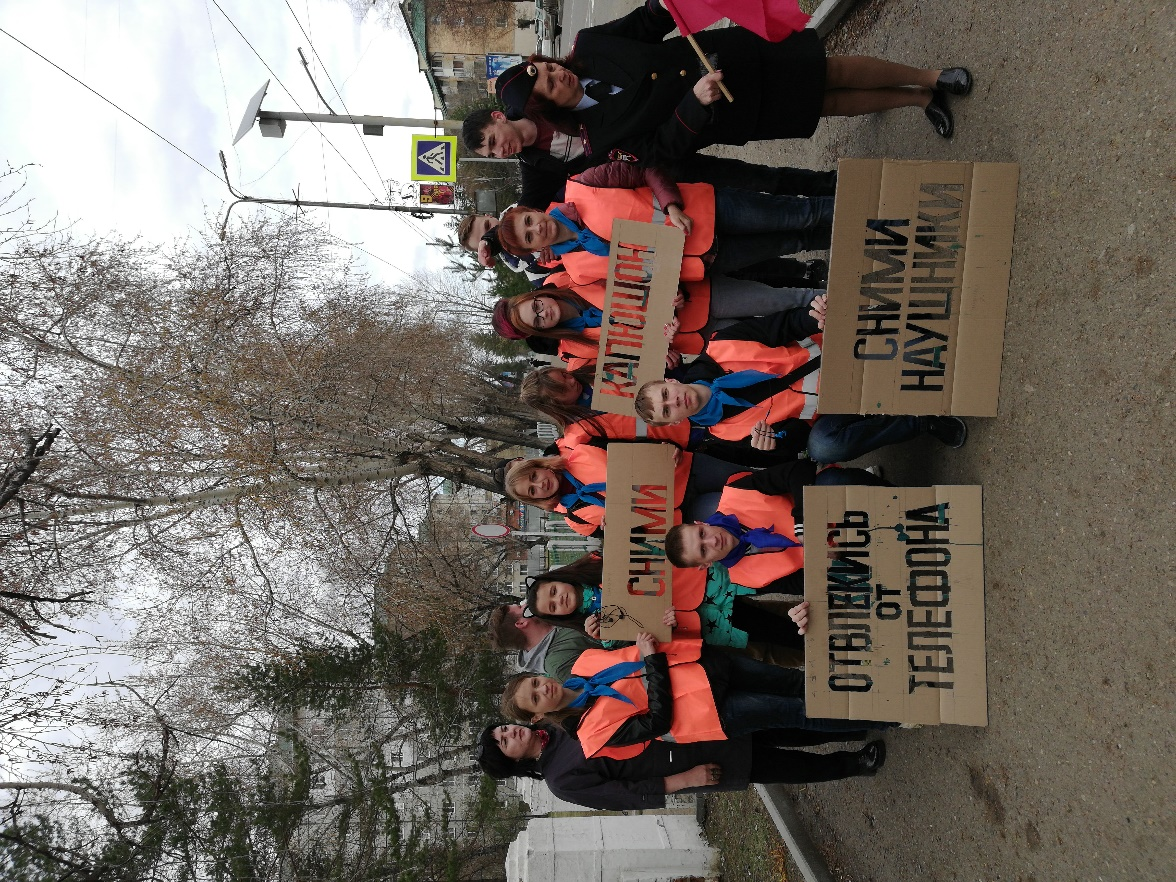 СНИМИ
КАПЮШОН
ОТВЛЕКИСЬ
ОТ
ТЕЛЕФОНА
СНИМИ
НАУШНИКИ